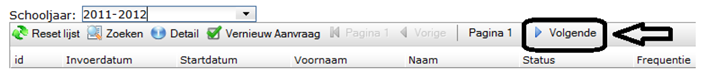 Schooljaar: 2011-2012
Reset lijst Zoeken Detail Vernieuw Aanvraag Pagina 1 Vorige Pagina 1 Volgende
id Invoerdatum Startdatum Voornaam Naam Status Frequentie